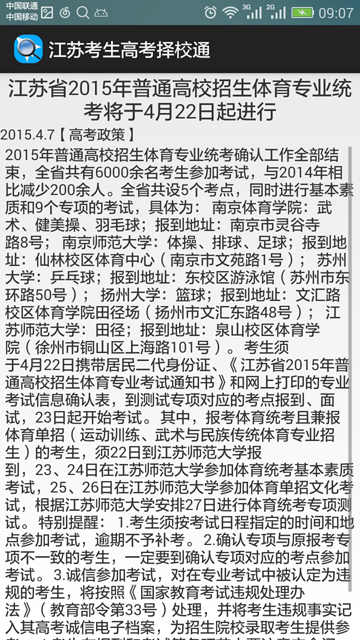 中国联通
中国移动
2G
09:07
江苏考生高考择校通
江苏省2015年普通高校招生体育专业统
考将于4月22日起进行
2015.4.7【高考政策】
2015年普通高校招生体育专业统考确认工作全部结
束，全省共有6000余名考生参加考试，与2014年相
比减少200余人。全省共设5个考点，同时进行基本素
质和9个专项的考试，具体为： 南京体育学院：武
术、健美操、羽毛球；报到地址：南京市灵谷寺
路8号； 南京师范大学：体操、排球、足球；报到地
址：仙林校区体育中心（南京市文苑路1号）； 苏州
大学：乒乓球；报到地址：东校区游泳馆（苏州市东
环路50号）； 扬州大学：篮球；报到地址：文汇路
校区体育学院田径场（扬州市文汇东路48号）； 江
苏师范大学：田径；报到地址：泉山校区体育学
院（徐州市铜山区上海路101号）。 考生须
于4月22日携带居民二代身份证、《江苏省2015年普
通高校招生体育专业考试通知书》和网上打印的专业
考试信息确认表，到测试专项对应的考点报到、面
试，23日起开始考试。 其中，报考体育统考且兼报
体育单招（运动训练、武术与民族传统体育专业招
生）的考生，须22日到江苏师范大学报
到，23、24日在江苏师范大学参加体育统考基本素质
考试，25、26日在江苏师范大学参加体育单招文化考
试，根据江苏师范大学安排27日进行体育统考专项测
试。 特别提醒： 1.考生须按考试日程指定的时间和地
点参加考试，逾期不予补考。 2.确认专项与原报考专
项不一致的考生，一定要到确认专项对应的考点参加
考试。 3.诚信参加考试，对在专业考试中被认定为违
规的考生，将按照《国家教育考试违规处理办
法》（教育部令第33号）处理，并将考生违规事实记
入其高考诚信电子档案，为招生院校录取考生提供参